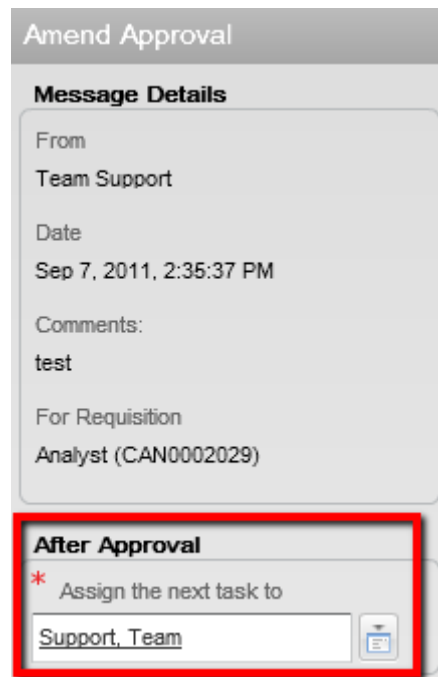 Amend Approval
Message Details
From
Team Support
Date
Sep 7, 2011, 2:35:37 PM
Comments:
test
For Requisition
Analyst (CAN0002029)
After Approval
* Assign the next task to
Support, Team